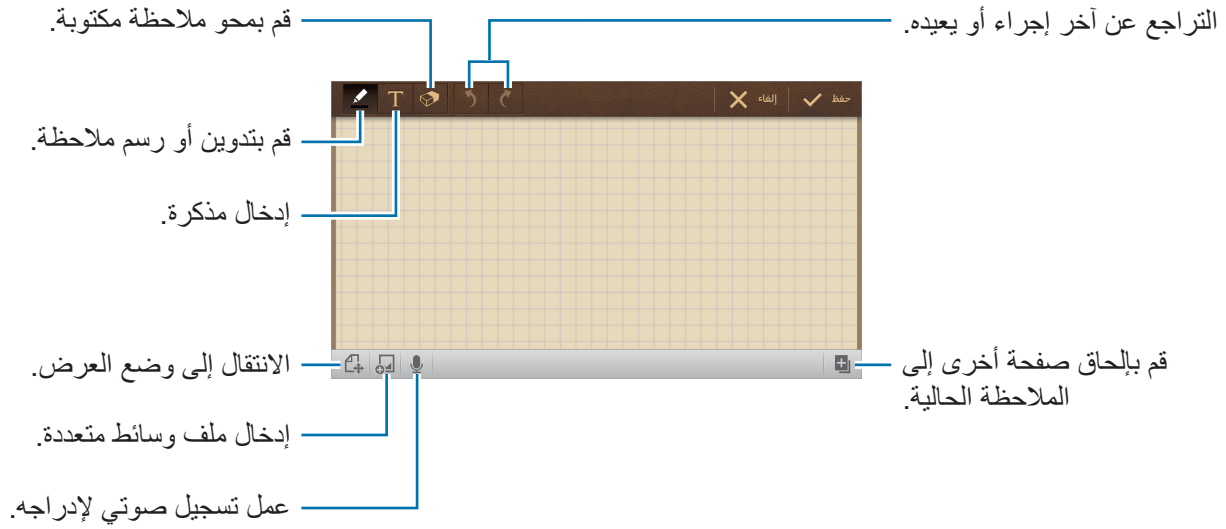 قم بمحو ملاحظة مكتوبة.
التراجع عن آخر إجراء أو يعيده.
حفظ
إلغاء
T
قم بتدوين أو رسم ملاحظة.
إدخال مذكرة.
الانتقال إلى وضع العرض.
قم بإلحاق صفحة أخرى إلى
الملاحظة الحالية.
إدخال ملف وسائط متعددة.
عمل تسجيل صوتي لإدراجه.